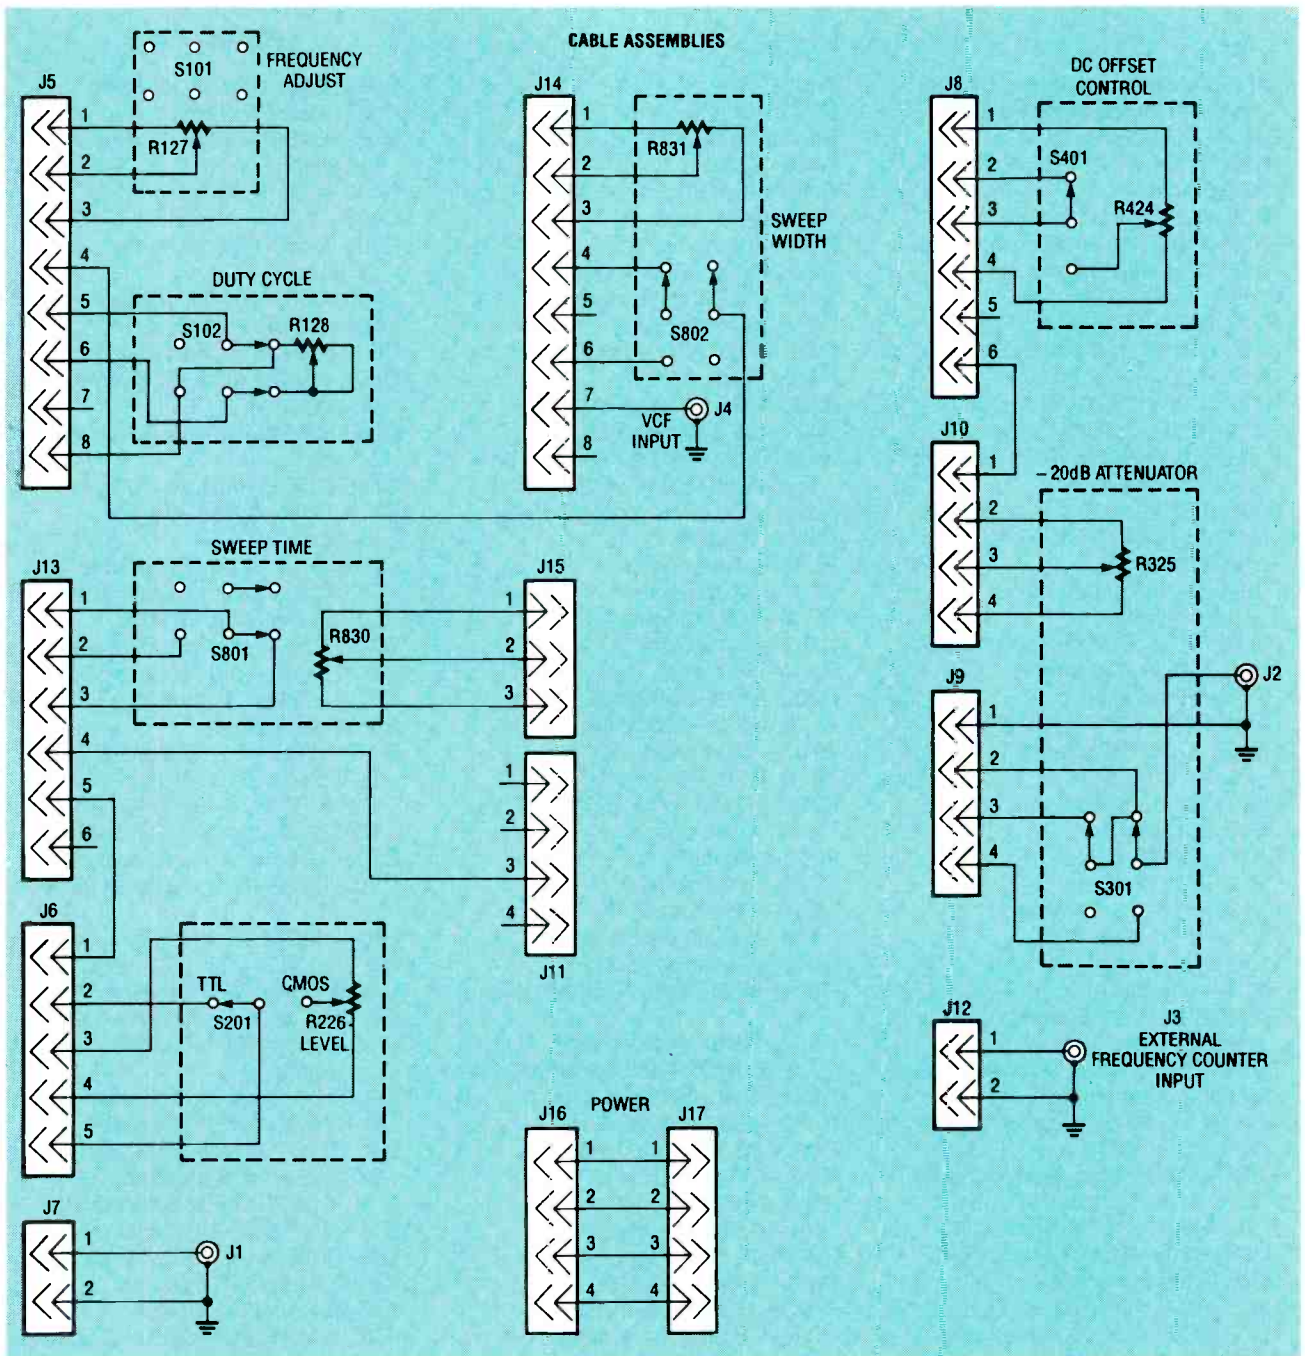 CABLE ASSEMBLIES
J5
S101
FREQUENCY
ADJUST
1
R127
2
3
4
DUTY CYCLE
5
S102
R128
6
7
8
J14
1
R831
2
3
SWEEP
WIDTH
4
5
S802
6
7
VCF
INPUT
J4
8
J8
DC OFFSET
CONTROL
1
S401
2
3
R424
4
5
6
J10
1
– 20dB ATTENUATOR
2
3
R325
4
J13
SWEEP TIME
1
2
S801
R830
3
4
5
6
J15
1
2
3
1
2
3
4
J11
J9
J2
1
2
3
4
S301
J6
1
TTL
CMOS
2
S201
R226
LEVEL
3
4
5
J12
1
2
J3
EXTERNAL
FREQUENCY COUNTER
INPUT
J7
1
J1
2
POWER
J16
J17
1
1
2
2
3
3
4
4